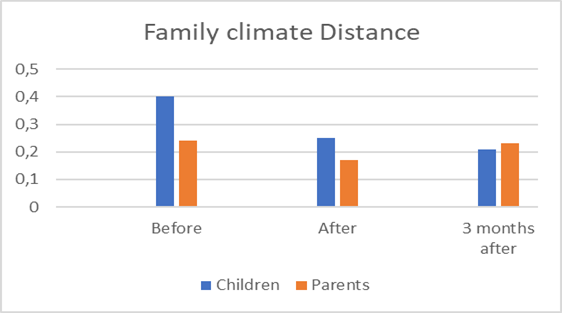 Family climate Distance
0,5
0,4
0,3
0,2
0,1
0
Before
After
3 months
after
Children
Parents